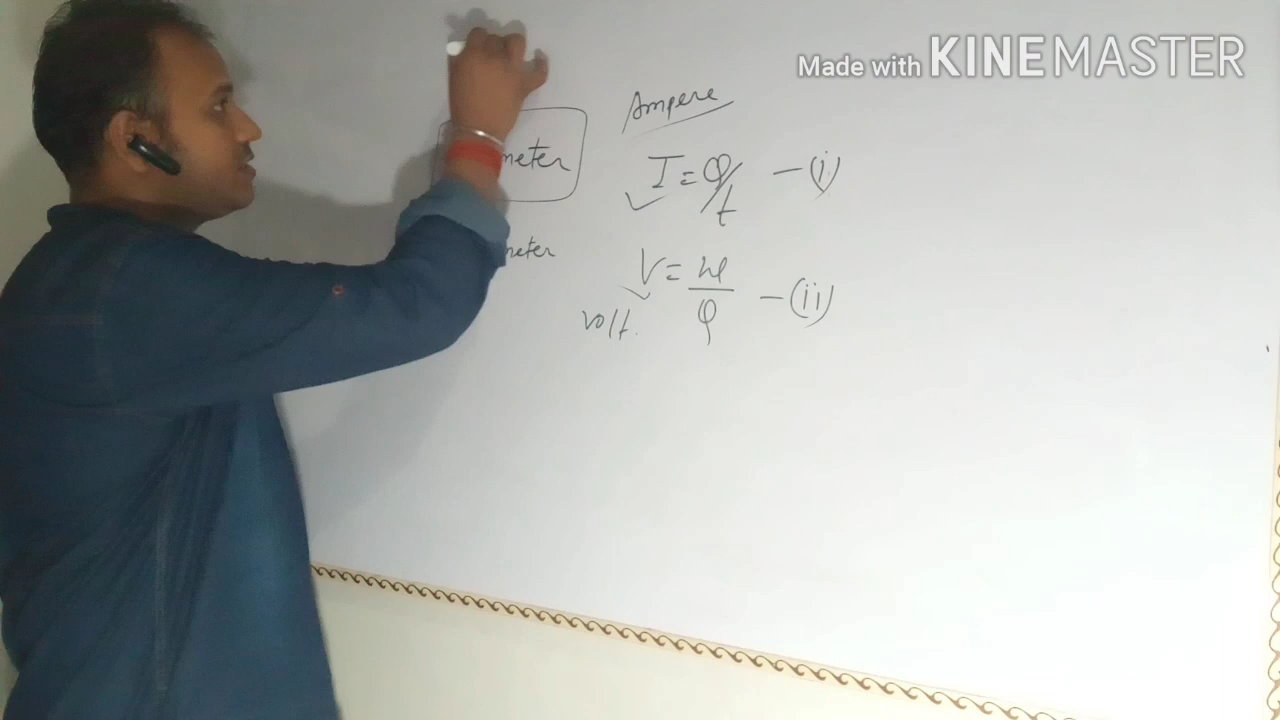 Made with KINEMASTER
Ampere
meter
I = Q/t - (i)
meter
V = W/Q - (ii)
volt.